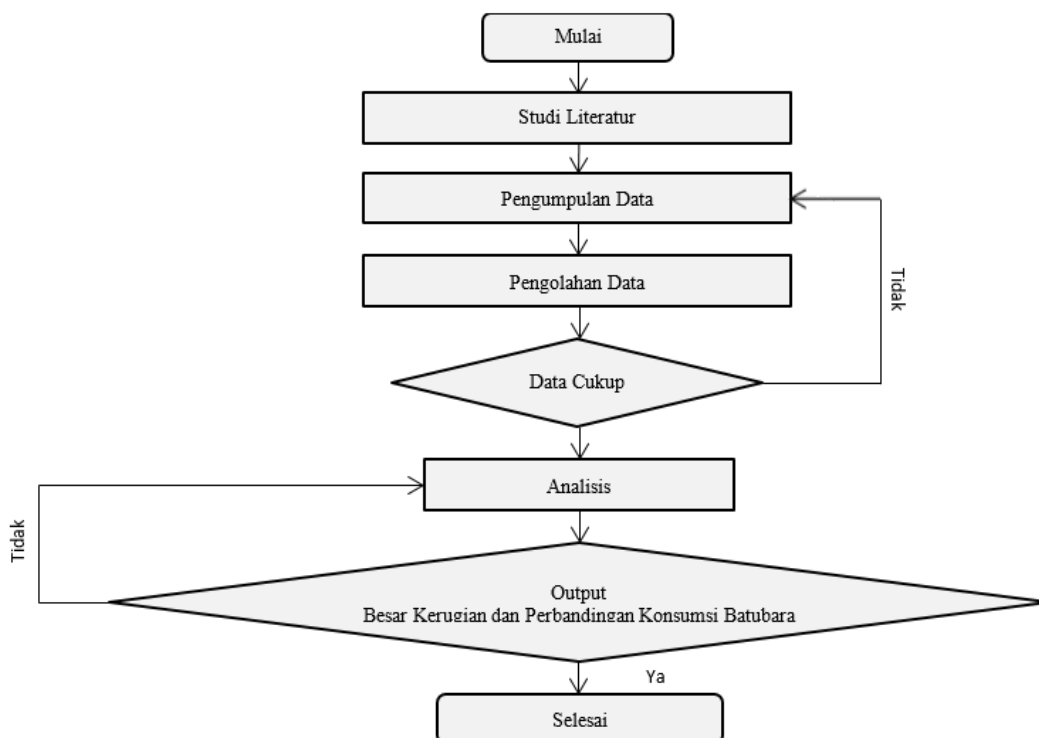 Mulai
Studi Literatur
Pengumpulan Data
Pengolahan Data
Tidak
Data Cukup
Analisis
Tidak
Output
Besar Kerugian dan Perbandingan Konsumsi Batubara
Ya
Selesai